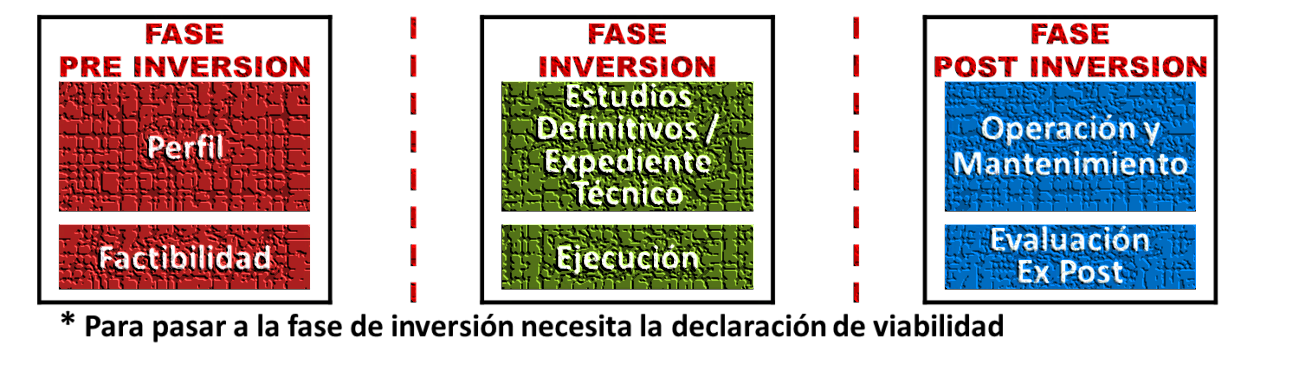 FASE
PRE INVERSION
Perfil
Factibilidad
FASE
INVERSION
Estudios
Definitivos /
Expediente
Técnico
Ejecución
FASE
POST INVERSION
Operación y
Mantenimiento
Evaluación
Ex Post
* Para pasar a la fase de inversión necesita la declaración de viabilidad